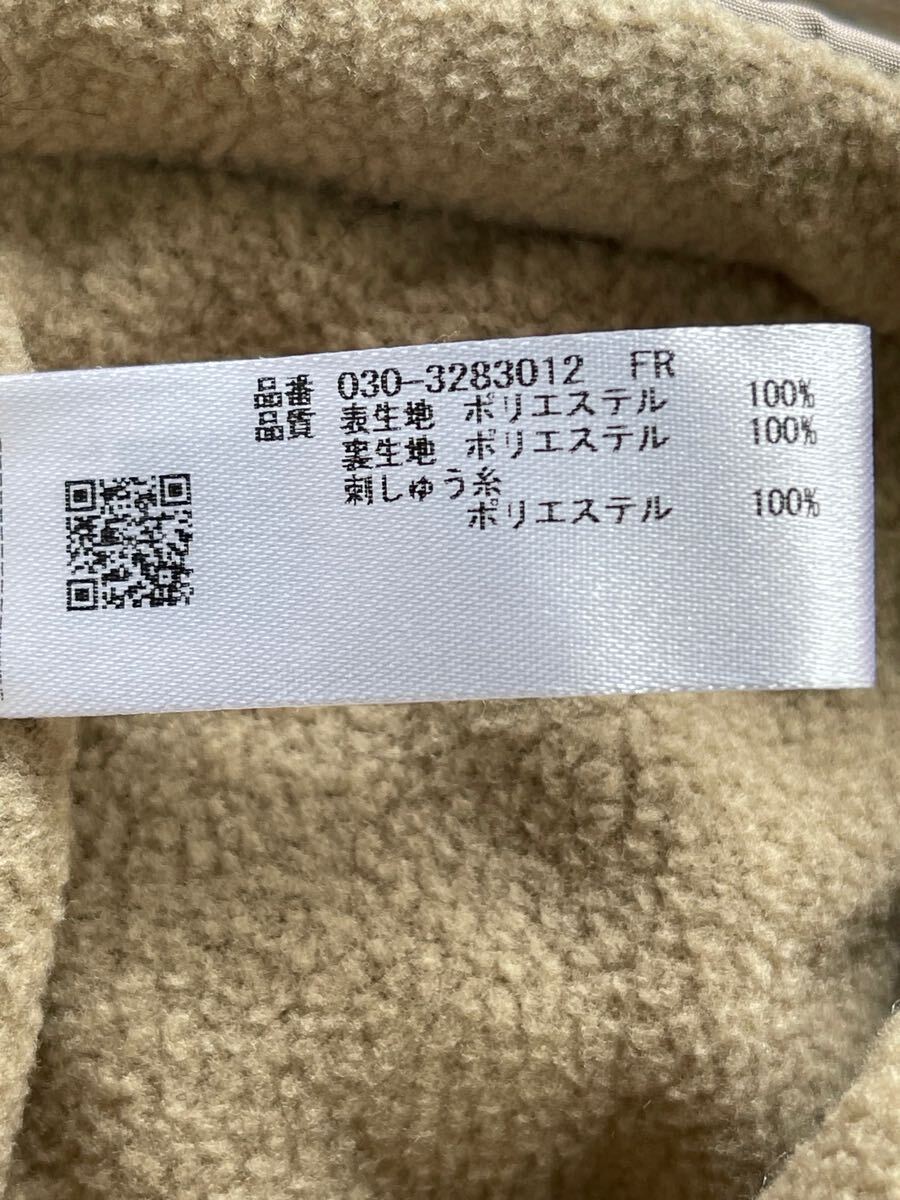 品番 030-3283012 FR
品質 表生地 ポリエステル 100%
裏生地 ポリエステル 100%
刺しゅう糸
ポリエステル 100%